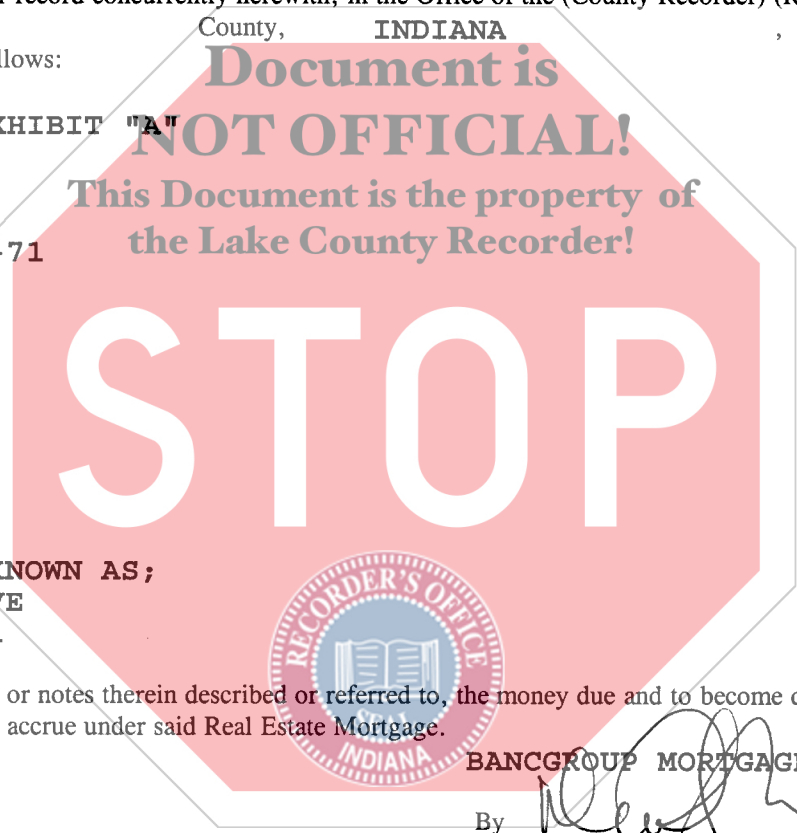 record concurrently herewith, in the Office of the (County Recorder)
County, INDIANA ,
llows:
Document is
XHIBIT "A"
NOT OFFICIAL!
This Document is the property of
the Lake County Recorder!
-71
STOP
KNOWN AS;
VE
RECORDER'S OFFICE
SEAL
INDIANA
or notes therein described or referred to, the money due and to become
accrue under said Real Estate Mortgage.
BANCGROUP MORTGAGE
By